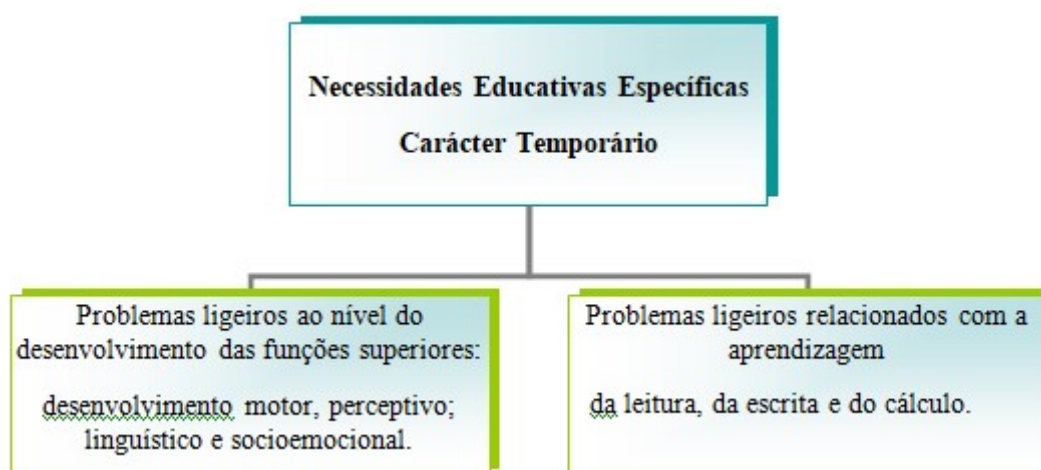 Necessidades Educativas Específicas
Carácter Temporário
Problemas ligeiros ao nível do
desenvolvimento das funções superiores:
desenvolvimento motor, perceptivo;
linguístico e socioemocional.
Problemas ligeiros relacionados com a
aprendizagem
da leitura, da escrita e do cálculo.